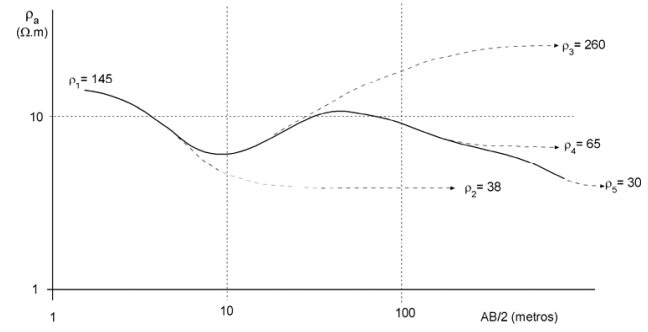 ρa
(Ω.m)
ρ3= 260
ρ1= 145
10
ρ4= 65
ρ2= 38
ρ5= 30
1
1
10
100
AB/2 (metros)